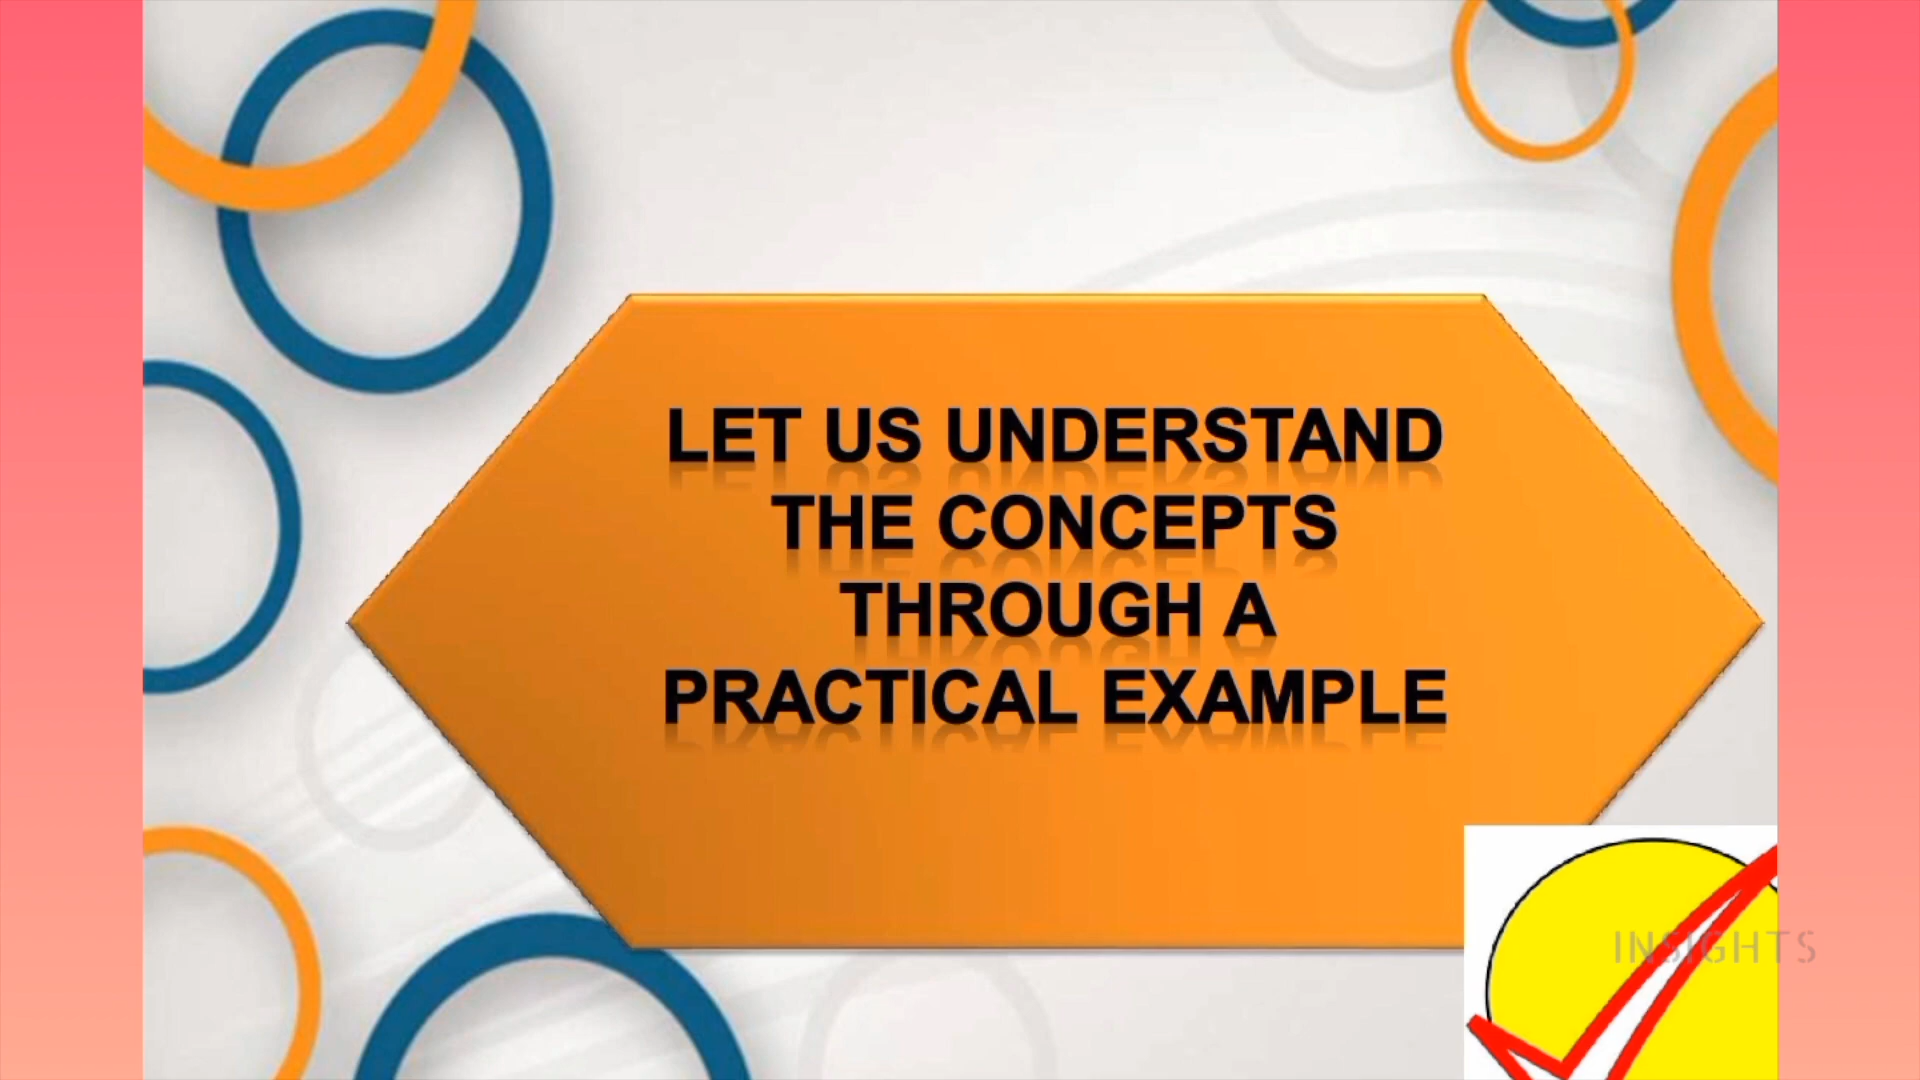 LET US UNDERSTAND
THE CONCEPTS
THROUGH A
PRACTICAL EXAMPLE
INSIGHTS